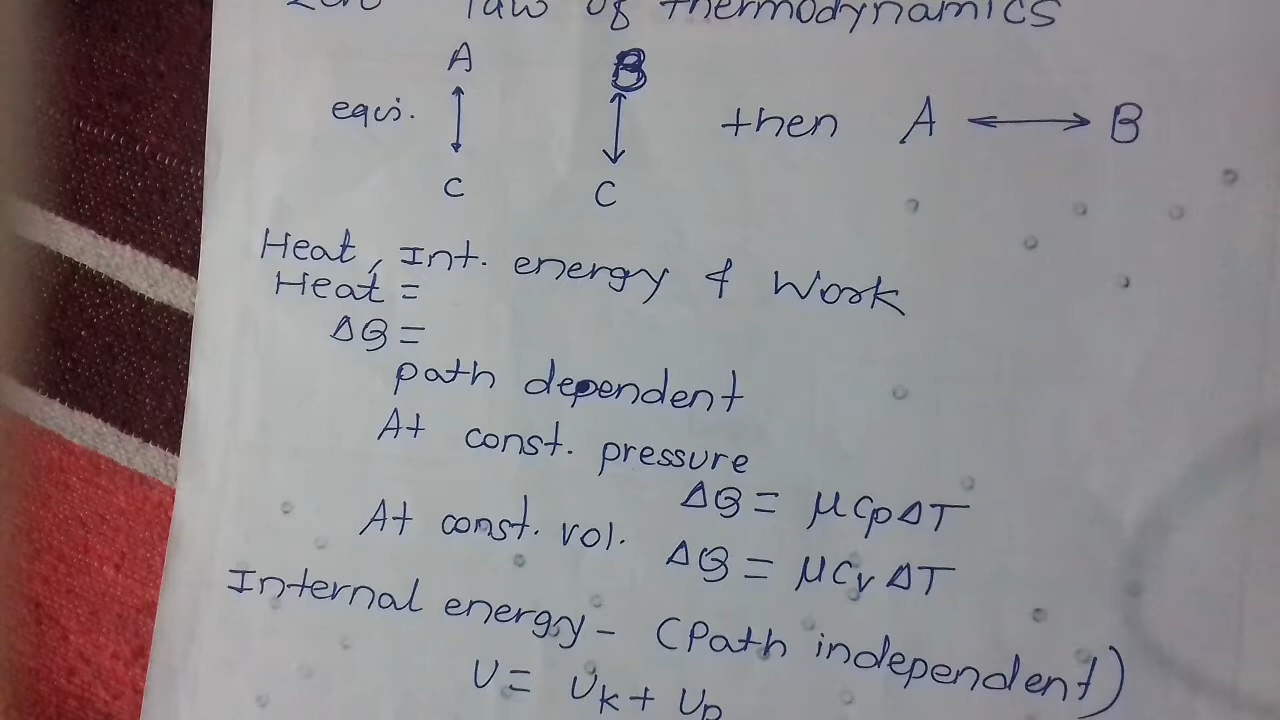 Zero law of thermodynamics
A B
equi. ↕ ↕ then A ⟷ B
C C
Heat, Int. energy & Work
Heat =
ΔQ =
path dependent
At const. pressure
ΔQ = μCpΔT
At const. vol.
ΔQ = μCvΔT
Internal energy - (Path independent)
U = Uk + Up